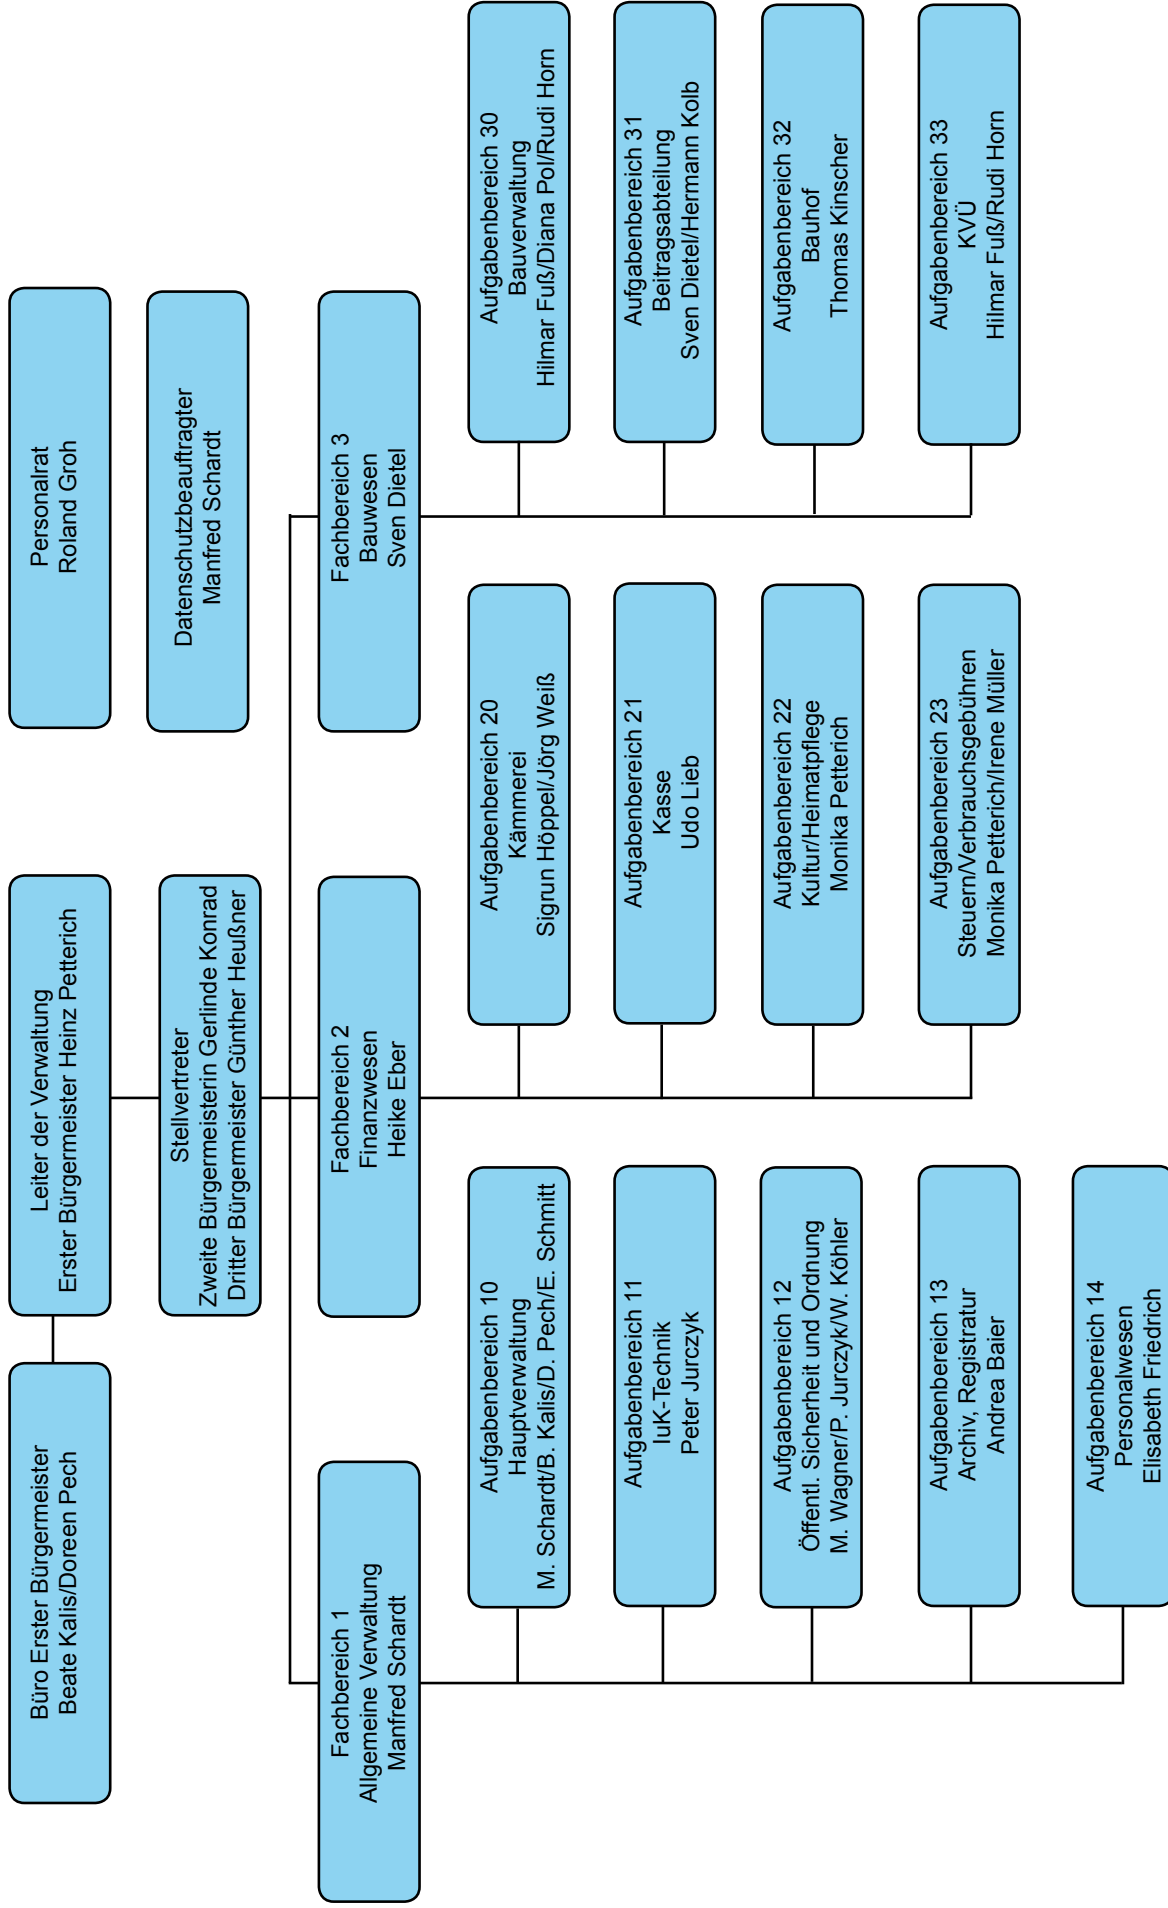 Büro Erster Bürgermeister
Beate Kalis/Doreen Pech
Leiter der Verwaltung
Erster Bürgermeister Heinz Petterich
Personalrat
Roland Groh
Stellvertreter
Zweite Bürgermeisterin Gerlinde Konrad
Dritter Bürgermeister Günther Heußner
Datenschutzbeauftragter
Manfred Schardt
Fachbereich 1
Allgemeine Verwaltung
Manfred Schardt
Fachbereich 2
Finanzwesen
Heike Eber
Fachbereich 3
Bauwesen
Sven Dietel
Aufgabenbereich 10
Hauptverwaltung
M. Schardt/B. Kalis/D. Pech/E. Schmitt
Aufgabenbereich 11
IuK-Technik
Peter Jurczyk
Aufgabenbereich 12
Öffentl. Sicherheit und Ordnung
M. Wagner/P. Jurczyk/W. Köhler
Aufgabenbereich 13
Archiv, Registratur
Andrea Baier
Aufgabenbereich 14
Personalwesen
Elisabeth Friedrich
Aufgabenbereich 20
Kämmerei
Sigrun Höppel/Jörg Weiß
Aufgabenbereich 21
Kasse
Udo Lieb
Aufgabenbereich 22
Kultur/Heimatpflege
Monika Petterich
Aufgabenbereich 23
Steuern/Verbrauchsgebühren
Monika Petterich/Irene Müller
Aufgabenbereich 30
Bauverwaltung
Hilmar Fuß/Diana Pol/Rudi Horn
Aufgabenbereich 31
Beitragsabteilung
Sven Dietel/Hermann Kolb
Aufgabenbereich 32
Bauhof
Thomas Kinscher
Aufgabenbereich 33
KVÜ
Hilmar Fuß/Rudi Horn